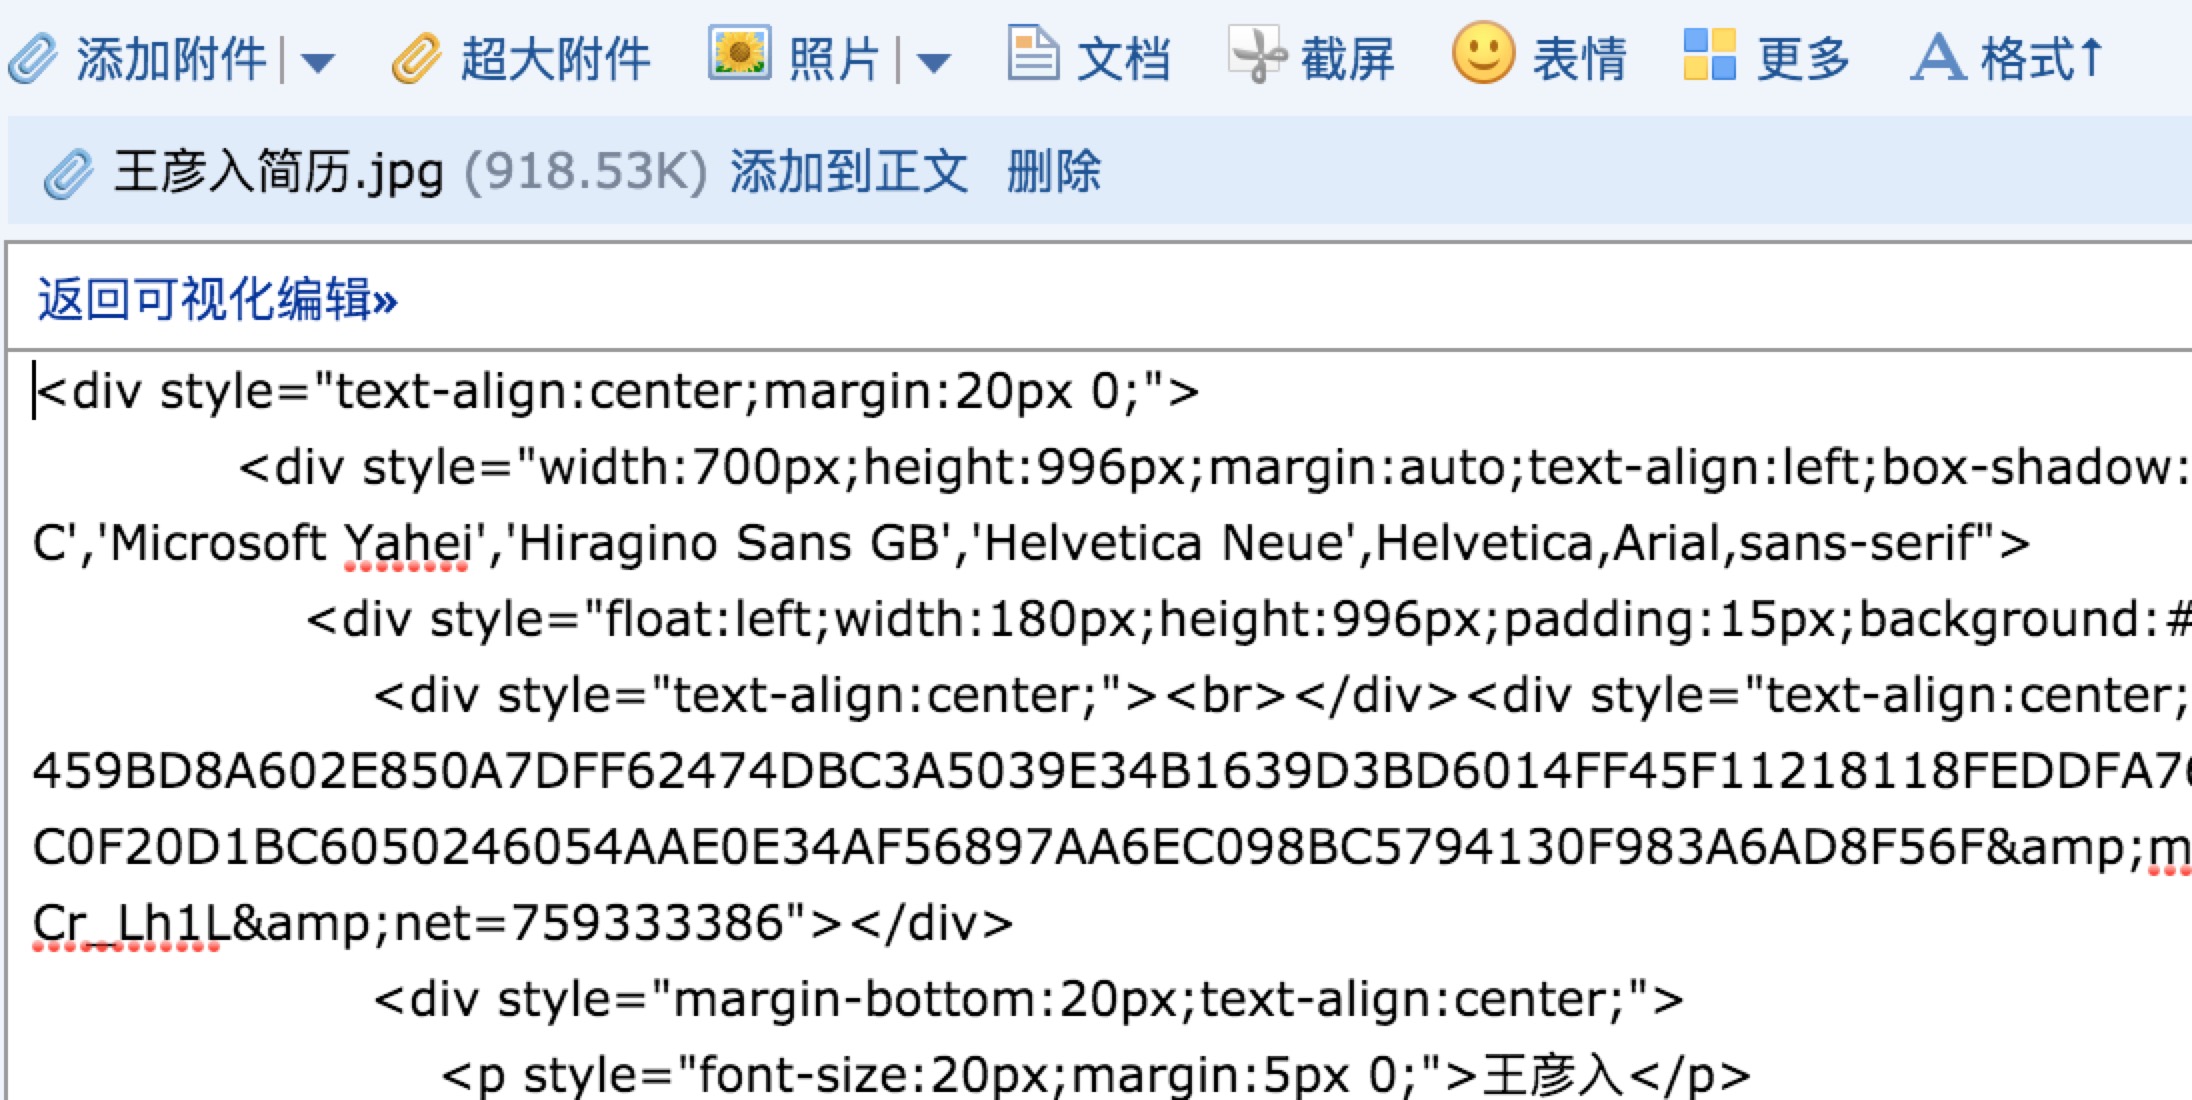 添加附件 | 超大附件 照片 | 文档 截屏 表情 更多 格式↑
王彦入简历.jpg (918.53K) 添加到正文 删除
返回可视化编辑»
<div style="text-align:center;margin:20px 0;">
<div style="width:700px;height:996px;margin:auto;text-align:left;box-shadow:
C','Microsoft Yahei','Hiragino Sans GB','Helvetica Neue',Helvetica,Arial,sans-serif">
<div style="float:left;width:180px;height:996px;padding:15px;background:#
<div style="text-align:center;"><br></div><div style="text-align:center;
459BD8A602E850A7DFF62474DBC3A5039E34B1639D3BD6014FF45F11218118FEDDFA76
C0F20D1BC6050246054AAE0E34AF56897AA6EC098BC5794130F983A6AD8F56F&amp;m
Cr_Lh1L&amp;net=759333386"></div>
<div style="margin-bottom:20px;text-align:center;">
<p style="font-size:20px;margin:5px 0;">王彦入</p>